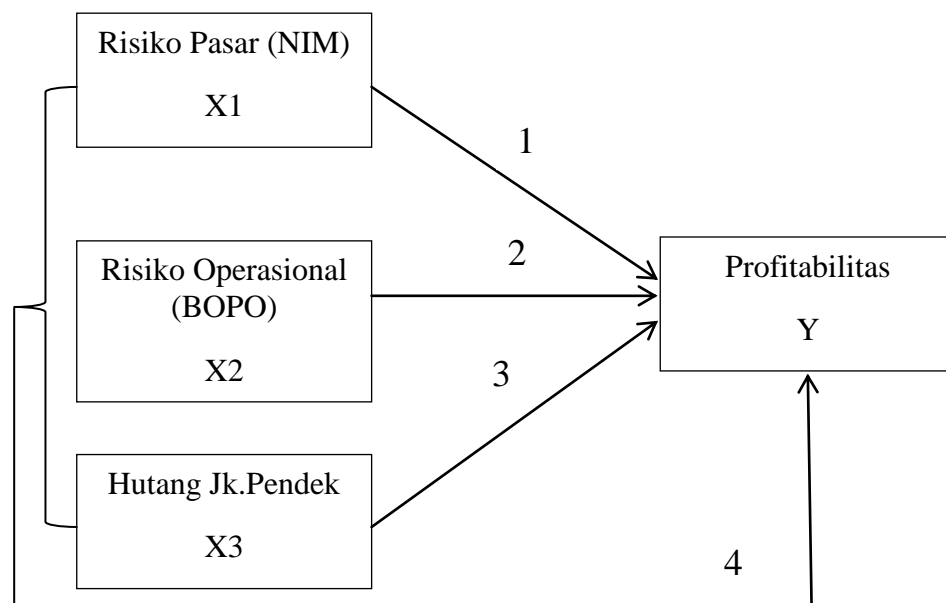 Risiko Pasar (NIM)
X1
1
Risiko Operasional
(BOPO)
X2
2
Profitabilitas
Y
3
Hutang Jk.Pendek
X3
4